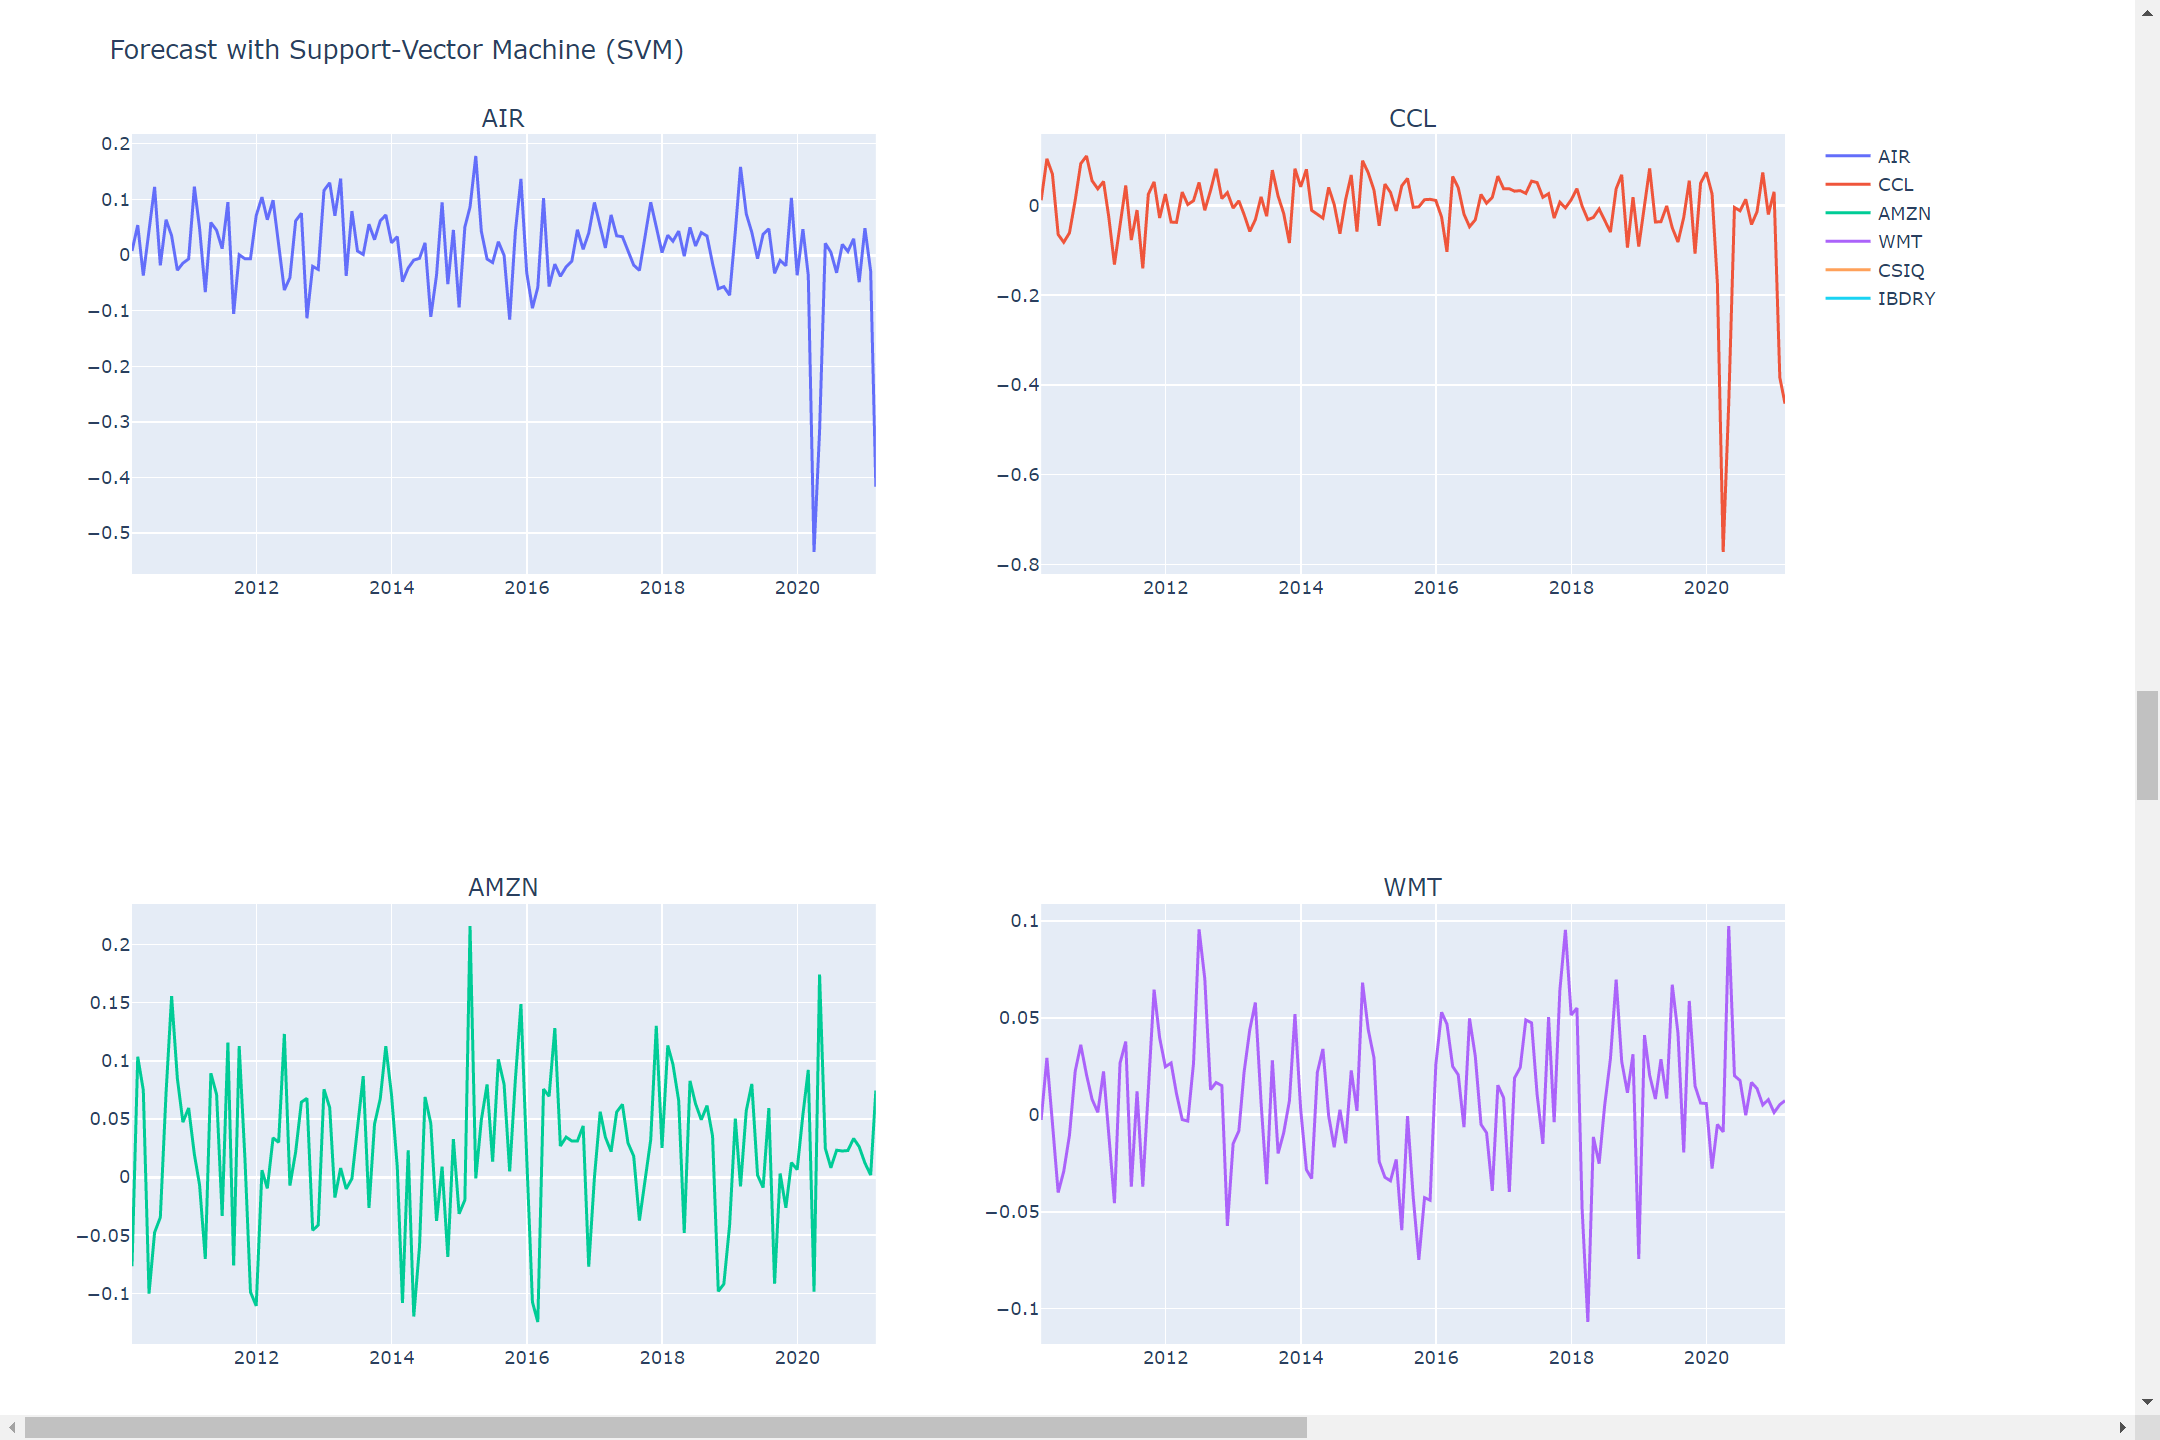 Forecast with Support-Vector Machine (SVM)
AIR
CCL
0.2
0.1
0
−0.1
−0.2
−0.3
−0.4
−0.5
2012 2014 2016 2018 2020
0
−0.2
−0.4
−0.6
−0.8
2012 2014 2016 2018 2020
AIR
CCL
AMZN
WMT
CSIQ
IBDRY
AMZN
WMT
0.2
0.15
0.1
0.05
0
−0.05
−0.1
2012 2014 2016 2018 2020
0.1
0.05
0
−0.05
−0.1
2012 2014 2016 2018 2020